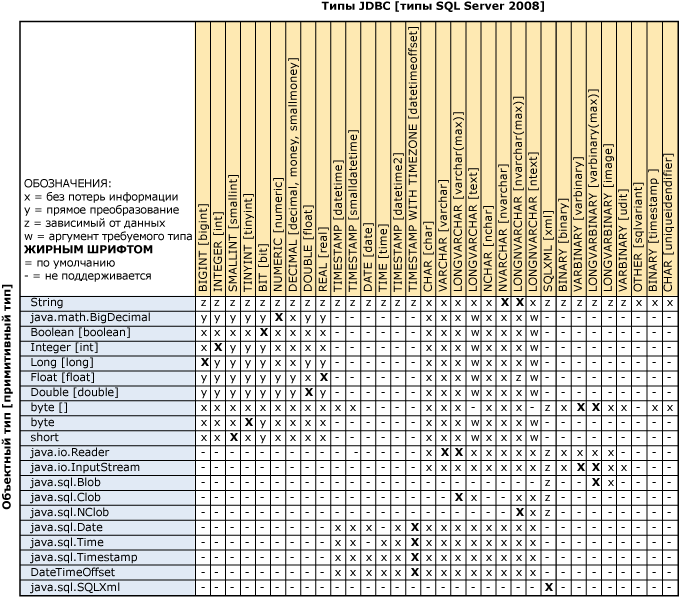 Типы JDBC [типы SQL Server 2008]
ОБОЗНАЧЕНИЯ:
x = без потерь информации
y = прямое преобразование
z = зависимый от данных
w = аргумент требуемого типа
ЖИРНЫМ ШРИФТОМ
= по умолчанию
- = не поддерживается
BIGINT [bigint]
INTEGER [int]
SMALLINT [smallint]
TINYINT [tinyint]
BIT [bit]
NUMERIC [numeric]
DECIMAL [decimal, money, smallmoney]
DOUBLE [float]
REAL [real]
TIMESTAMP [datetime]
TIMESTAMP [smalldatetime]
DATE [date]
TIME [time]
TIMESTAMP [datetime2]
TIMESTAMP WITH TIMEZONE [datetimeoffset]
CHAR [char]
VARCHAR [varchar]
LONGVARCHAR [varchar(max)]
LONGVARCHAR [text]
NCHAR [nchar]
NVARCHAR [nvarchar]
LONGNVARCHAR [nvarchar(max)]
LONGNVARCHAR [ntext]
SQLXML [xml]
BINARY [binary]
VARBINARY [varbinary]
LONGVARBINARY [varbinary(max)]
LONGVARBINARY [image]
VARBINARY [udit]
OTHER [sqlvariant]
BINARY [timestamp ]
CHAR [uniqueidendifier]
Объектный тип [примитивный тип]
String z z z z z z z z z z z z z z z x x x x x X X x z x x x x z x x x
java.math.BigDecimal y y y y y X x y y - - - - - - x x x w x x x w - - - - - - - - -
Boolean [boolean] x x x x X x x x x - - - - - - x x x w x x x w - - - - - - - - -
Integer [int] x X y y y x x x y - - - - - - x x x w x x x w - - - - - - - - -
Long [long] X y y y y x x y y - - - - - - x x x w x x x w - - - - - - - - -
Float [float] y y y y y y y x X - - - - - - x x x w x x z w - - - - - - - - -
Double [double] y y y y y y y X y - - - - - - x x x w x x x w - - - - - - - - -
byte [] x x x x x x x x x x x - - - - x x x - x x x - z x X X x x - x x
byte x x x X y x x x x - - - - - - x x x w x x x w - - - - - - - - -
short x x X y y x x x x - - - - - - x x x w x x x w - - - - - - - - -
java.io.Reader - - - - - - - - - - - - - - - x X X x x x x x z x x x x - - - -
java.io.InputStream - - - - - - - - - - - - - - - x x x x x x x x z x X X x x - - -
java.sql.Blob - - - - - - - - - - - - - - - - - - - - - - - z - - X x - - - -
java.sql.Clob - - - - - - - - - - - - - - - - - X x - - x x z - - - - - - - -
java.sql.NClob - - - - - - - - - - - - - - - - - - - - - X x z - - - - - - - -
java.sql.Date - - - - - - - - - x x x - x X x x x x x x x x - - - - - - - - -
java.sql.Time - - - - - - - - - x x - x x X x x x x x x x x - - - - - - - - -
java.sql.Timestamp - - - - - - - - - x x x x x X x x x x x x x x - - - - - - - - -
DateTimeOffset - - - - - - - - - x x x x x X x x x x x x x x - - - - - - - - -
java.sql.SQLXml - - - - - - - - - - - - - - - - - - - - - - - X - - - - - - - -